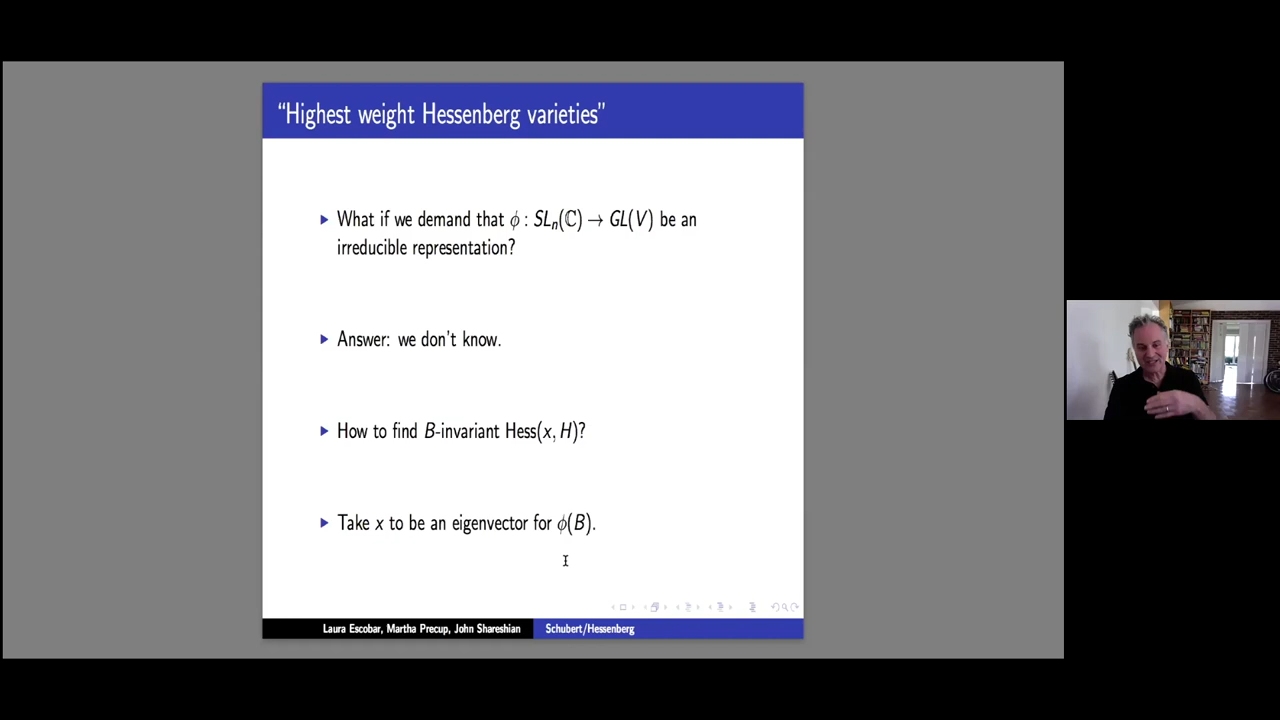 “Highest weight Hessenberg varieties”
What if we demand that ϕ : SLₙ(ℂ) → GL(V) be an
irreducible representation?
Answer: we don't know.
How to find B-invariant Hess(x, H)?
Take x to be an eigenvector for ϕ(B).
Laura Escobar, Martha Precup, John Shareshian
Schubert/Hessenberg